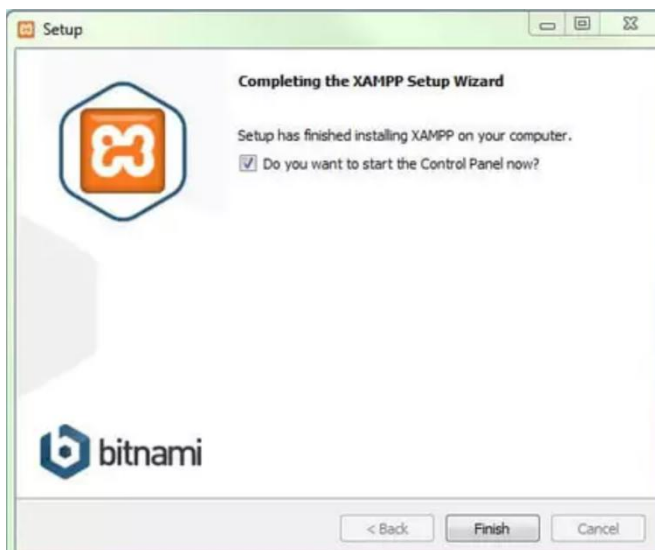 Setup
Completing the XAMPP Setup Wizard
Setup has finished installing XAMPP on your computer.
Do you want to start the Control Panel now?
bitnami
< Back Finish Cancel